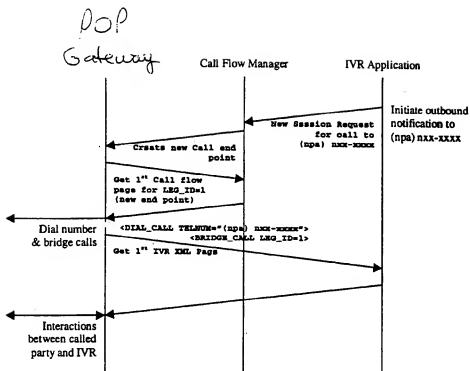 POP
Gateway
Call Flow Manager
IVR Application
Initiate outbound
notification to
(npa) nxx-xxxx
New Session Request
for call to
(npa) nxx-xxxx
Creates new Call end
point
Get 1st Call flow
page for LEG_ID=1
(new end point)
Dial number
& bridge calls
<DIAL_CALL TELNUM="(npa) nxx-xxxx">
<BRIDGE_CALL LEG_ID=1>
Get 1st IVR XML Page
Interactions
between called
party and IVR